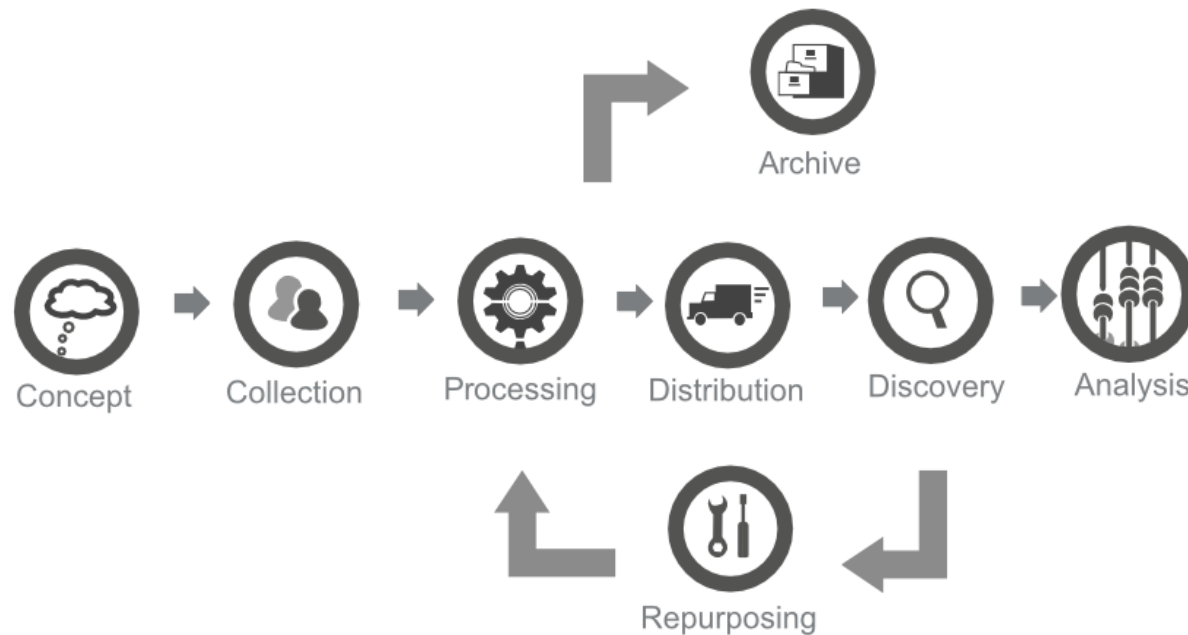 Archive
Concept
Collection
Processing
Distribution
Discovery
Analysis
Repurposing